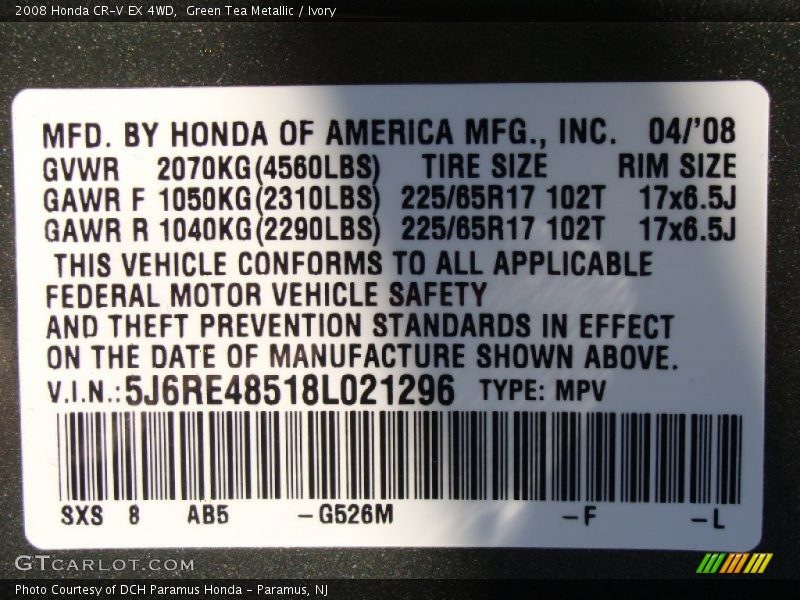 2008 Honda CR-V EX 4WD, Green Tea Metallic / Ivory
MFD. BY HONDA OF AMERICA MFG., INC. 04/'08
GVWR 2070KG(4560LBS) TIRE SIZE RIM SIZE
GAWR F 1050KG(2310LBS) 225/65R17 102T 17x6.5J
GAWR R 1040KG(2290LBS) 225/65R17 102T 17x6.5J
THIS VEHICLE CONFORMS TO ALL APPLICABLE
FEDERAL MOTOR VEHICLE SAFETY
AND THEFT PREVENTION STANDARDS IN EFFECT
ON THE DATE OF MANUFACTURE SHOWN ABOVE.
V.I.N.:5J6RE48518L021296 TYPE: MPV
SXS 8 AB5 -G526M -F -L
GTCARLOT.COM
Photo Courtesy of DCH Paramus Honda - Paramus, NJ